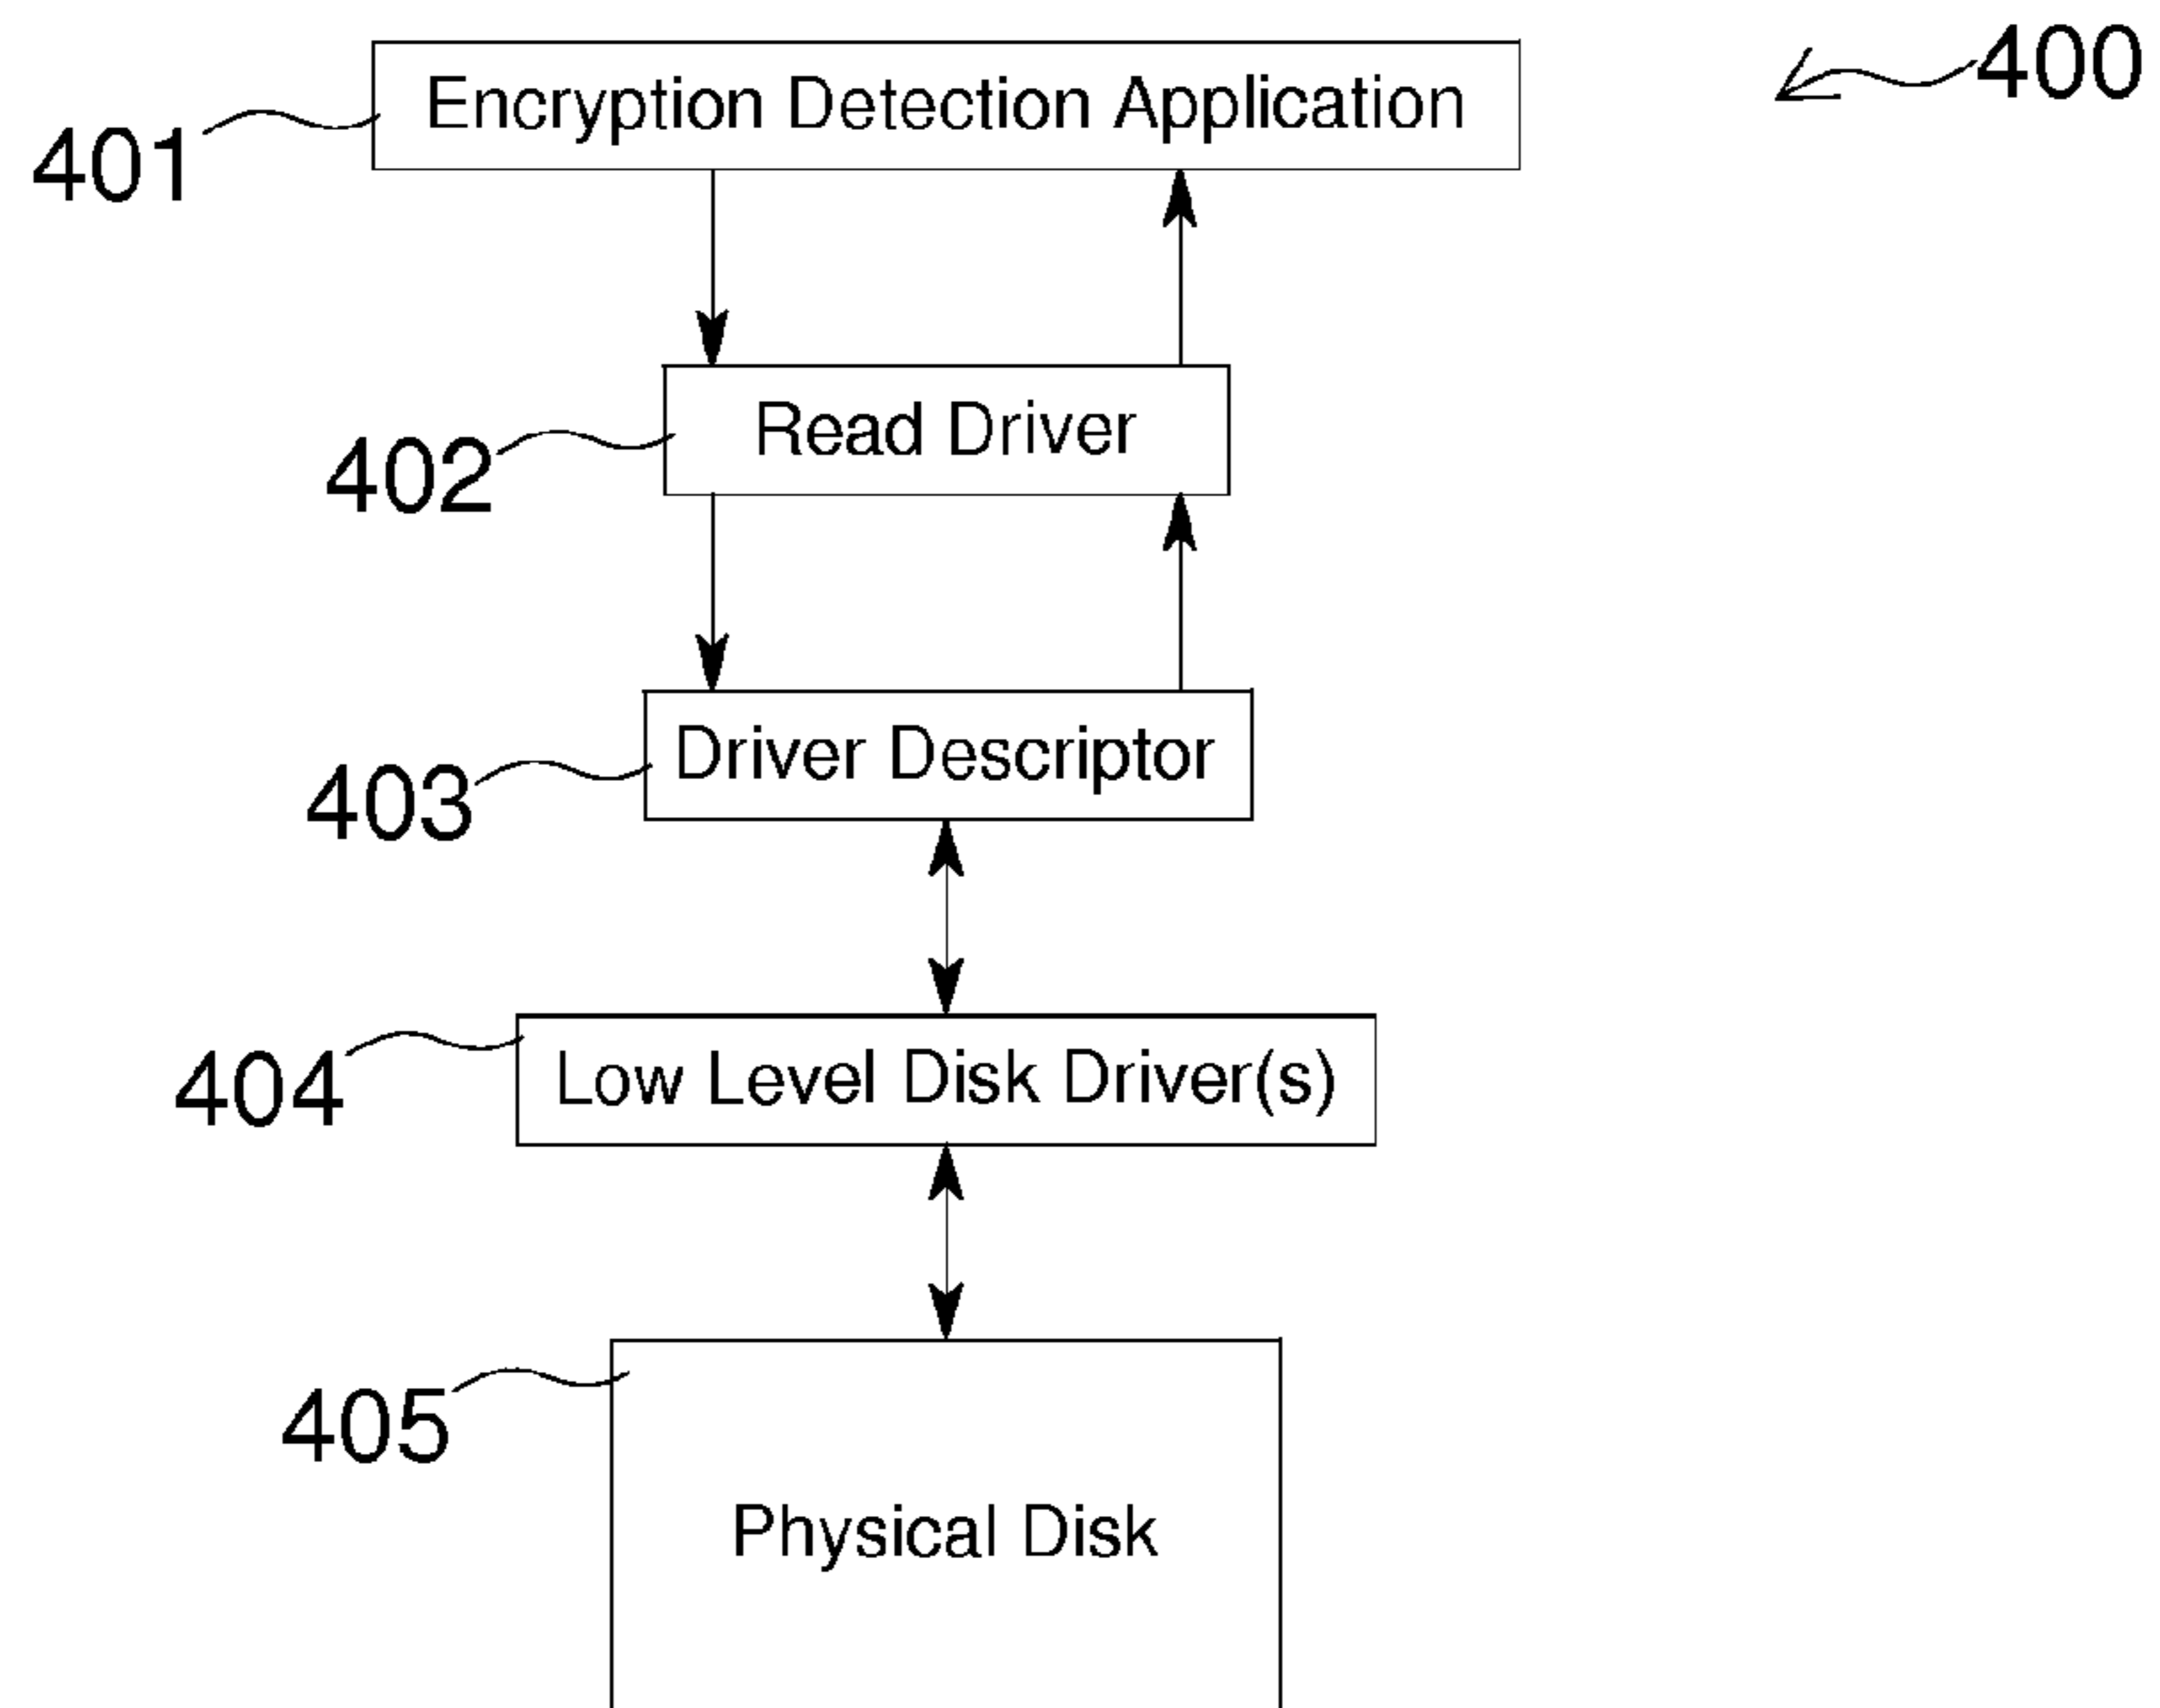 400
Encryption Detection Application
401
Read Driver
402
Driver Descriptor
403
Low Level Disk Driver(s)
404
405
Physical Disk